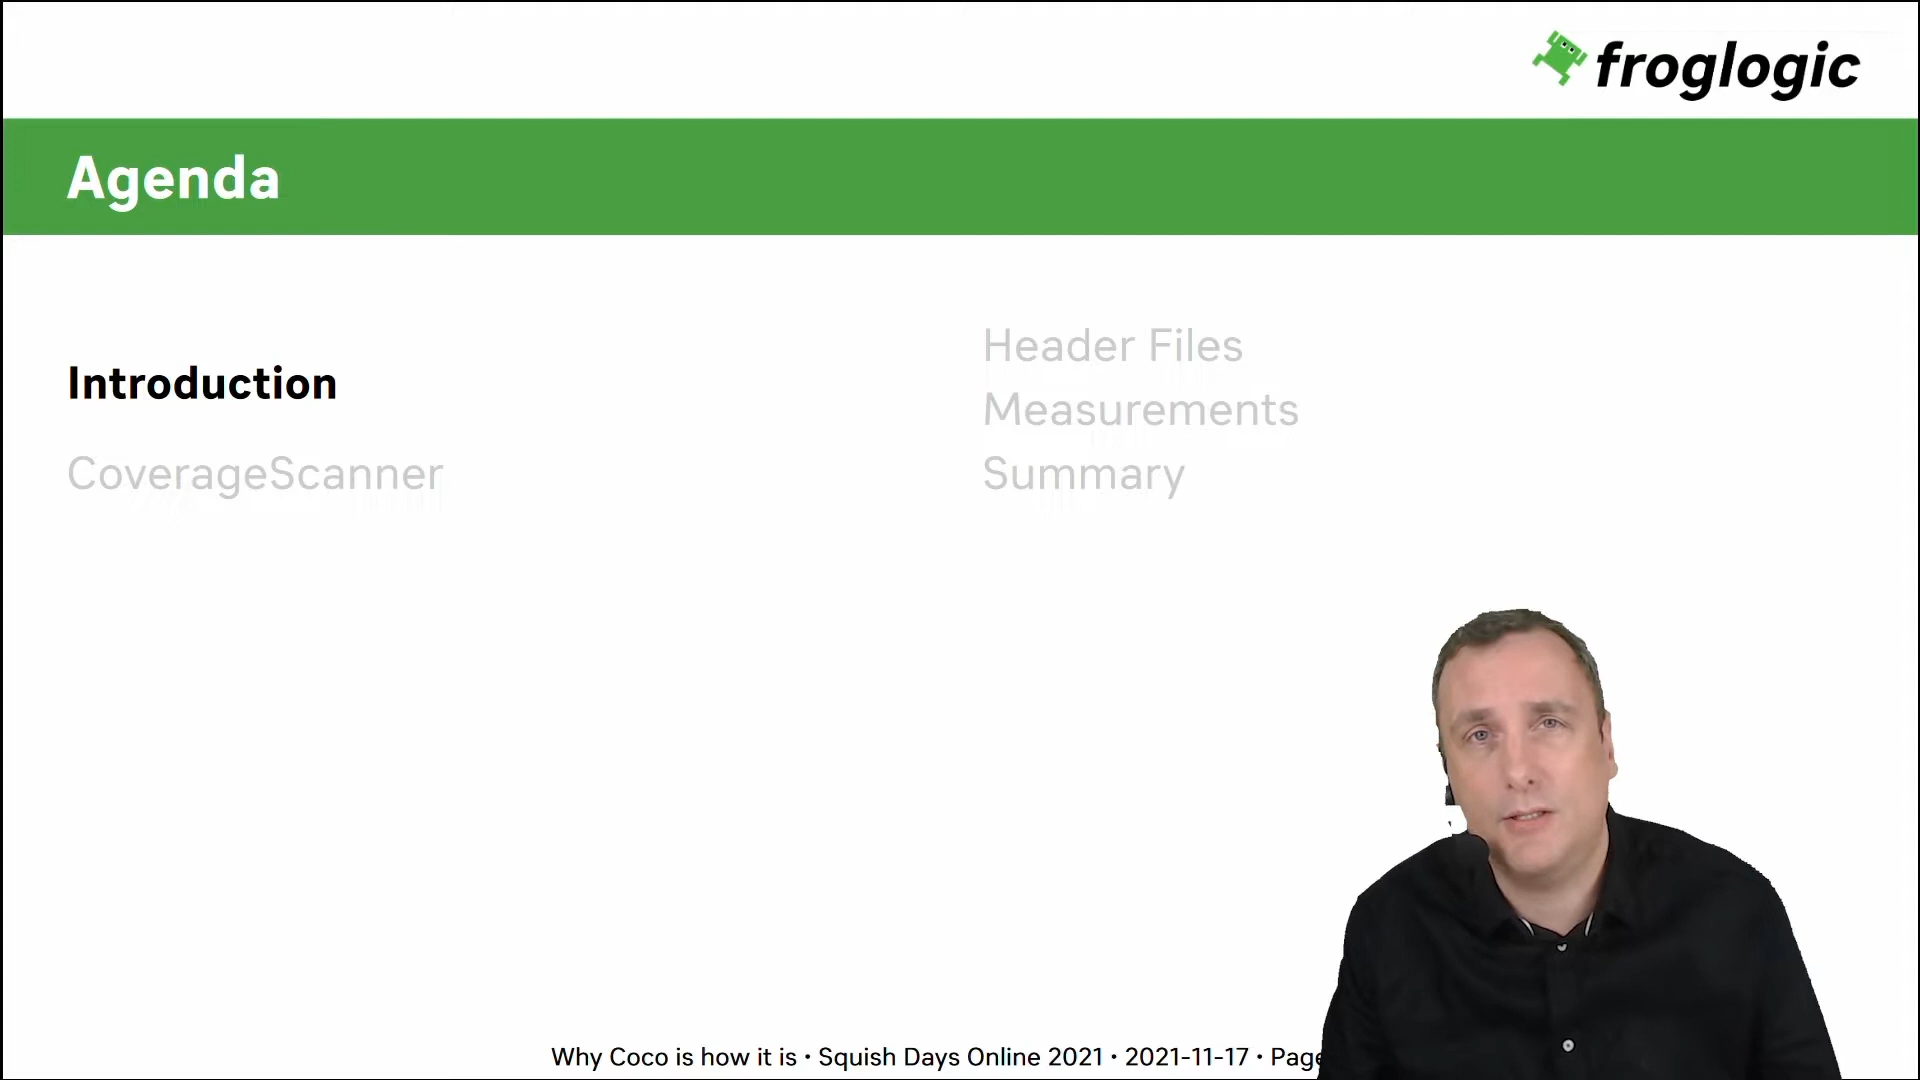 froglogic
Agenda
Introduction
CoverageScanner
Header Files
Measurements
Summary
Why Coco is how it is • Squish Days Online 2021 • 2021-11-17 • Page